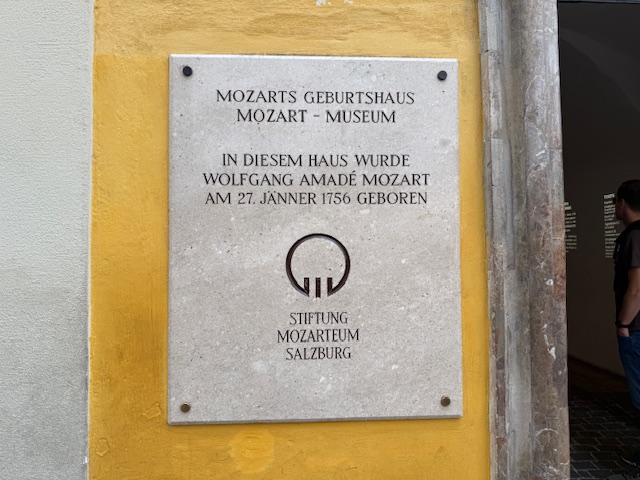 MOZARTS GEBURTSHAUS
MOZART - MUSEUM
IN DIESEM HAUS WURDE
WOLFGANG AMADÉ MOZART
AM 27. JÄNNER 1756 GEBOREN
STIFTUNG
MOZARTEUM
SALZBURG